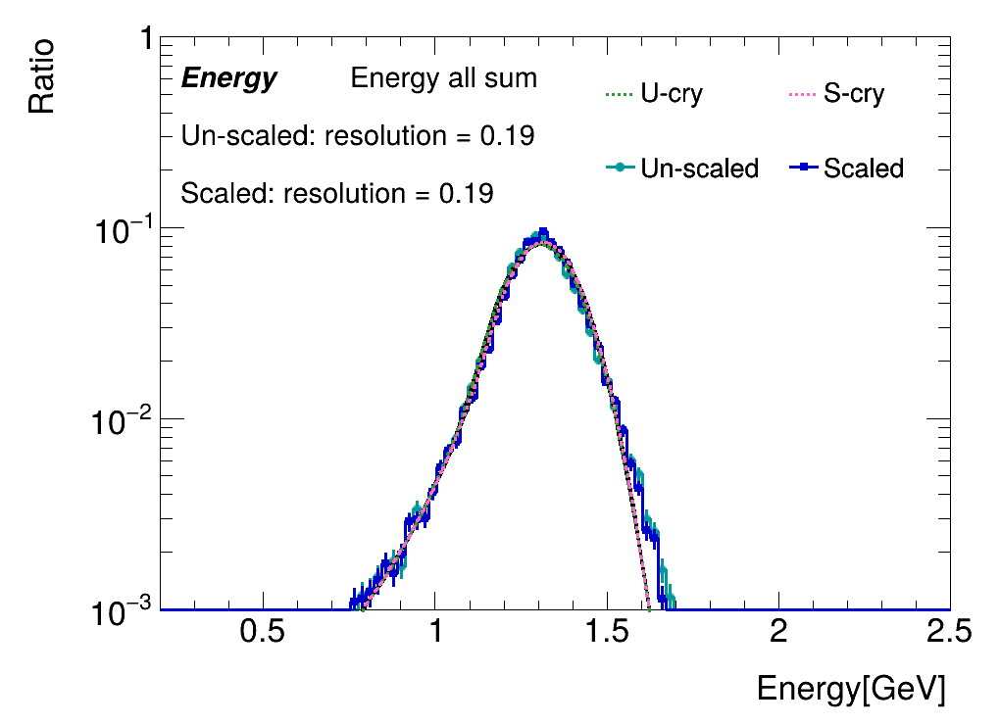 Ratio
1
10−1
10−2
10−3
Energy Energy all sum
Un-scaled: resolution = 0.19
Scaled: resolution = 0.19
U-cry S-cry
Un-scaled Scaled
0.5 1 1.5 2 2.5
Energy[GeV]